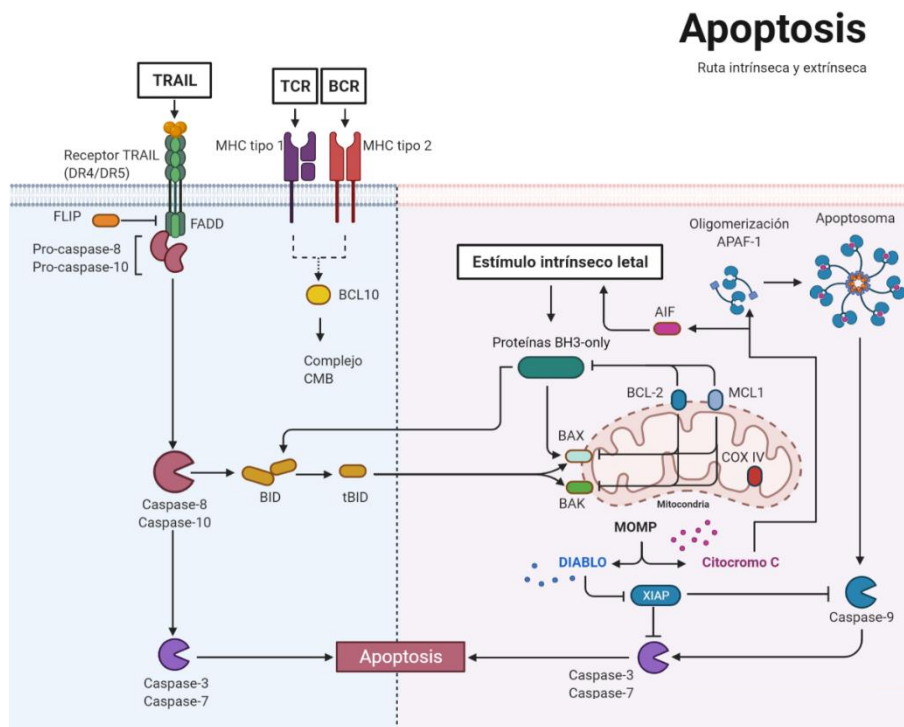 Apoptosis
Ruta intrínseca y extrínseca
TRAIL
TCR
BCR
MHC tipo 1
MHC tipo 2
Receptor TRAIL
(DR4/DR5)
FLIP
FADD
Pro-caspase-8
Pro-caspase-10
BCL10
Complejo
CMB
Oligomerización
APAF-1
Apoptosoma
Estímulo intrínseco letal
AIF
Proteínas BH3-only
BCL-2
MCL1
BAX
COX IV
BAK
Mitocondria
Caspase-8
Caspase-10
BID
tBID
MOMP
DIABLO
Citocromo C
XIAP
Caspase-9
Caspase-3
Caspase-7
Apoptosis
Caspase-3
Caspase-7